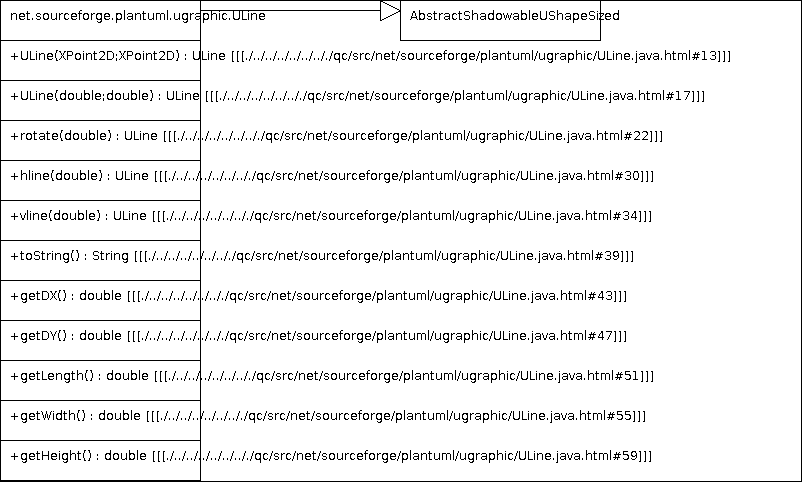 net.sourceforge.plantuml.ugraphic.ULine
AbstractShadowableUShapeSized
+ULine(XPoint2D;XPoint2D) : ULine [[[./../../../../../../../qc/src/net/sourceforge/plantuml/ugraphic/ULine.java.html#13]]]
+ULine(double;double) : ULine [[[./../../../../../../../qc/src/net/sourceforge/plantuml/ugraphic/ULine.java.html#17]]]
+rotate(double) : ULine [[[./../../../../../../../qc/src/net/sourceforge/plantuml/ugraphic/ULine.java.html#22]]]
+hline(double) : ULine [[[./../../../../../../../qc/src/net/sourceforge/plantuml/ugraphic/ULine.java.html#30]]]
+vline(double) : ULine [[[./../../../../../../../qc/src/net/sourceforge/plantuml/ugraphic/ULine.java.html#34]]]
+toString() : String [[[./../../../../../../../qc/src/net/sourceforge/plantuml/ugraphic/ULine.java.html#39]]]
+getDX() : double [[[./../../../../../../../qc/src/net/sourceforge/plantuml/ugraphic/ULine.java.html#43]]]
+getDY() : double [[[./../../../../../../../qc/src/net/sourceforge/plantuml/ugraphic/ULine.java.html#47]]]
+getLength() : double [[[./../../../../../../../qc/src/net/sourceforge/plantuml/ugraphic/ULine.java.html#51]]]
+getWidth() : double [[[./../../../../../../../qc/src/net/sourceforge/plantuml/ugraphic/ULine.java.html#55]]]
+getHeight() : double [[[./../../../../../../../qc/src/net/sourceforge/plantuml/ugraphic/ULine.java.html#59]]]